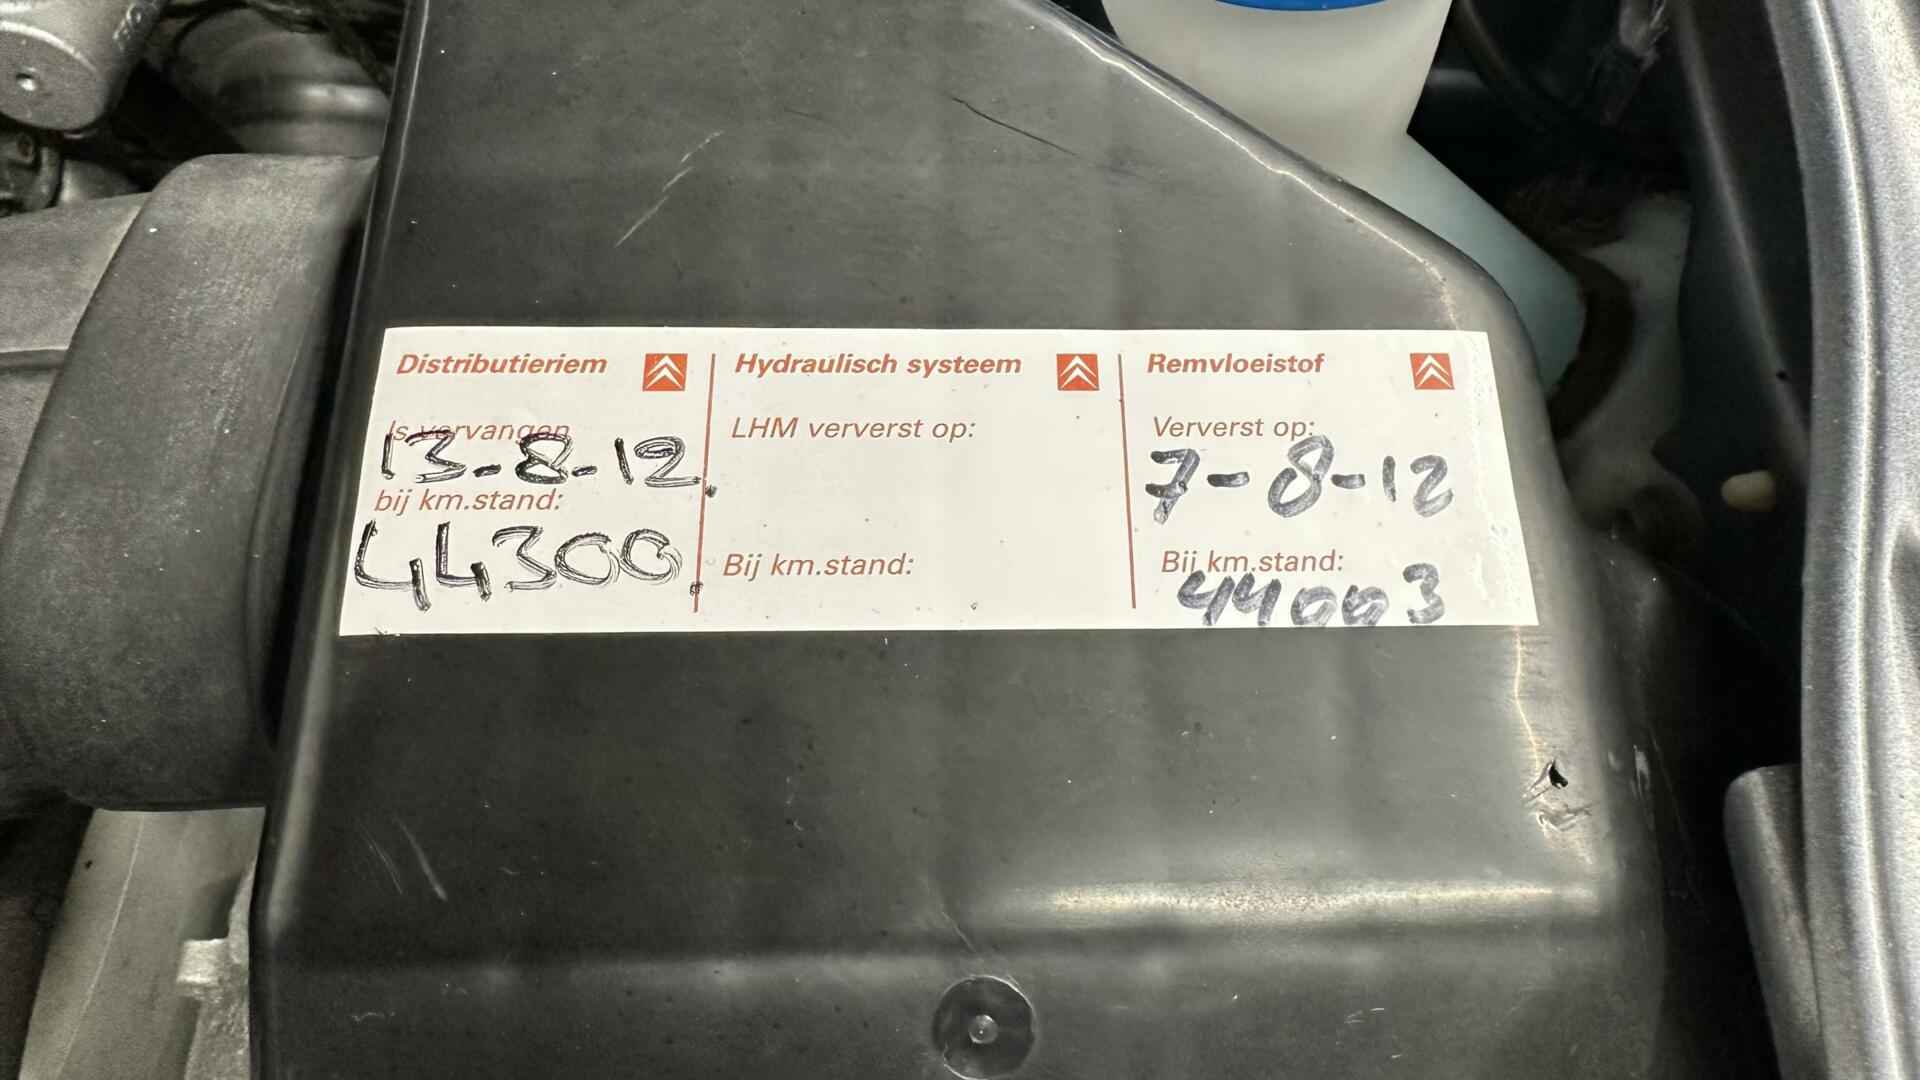 Distributieriem
Is vervangen
13-8-12
bij km.stand:
44300
Hydraulisch systeem
LHM ververst op:
Bij km.stand:
Remvloeistof
Ververst op:
7-8-12
Bij km.stand:
44003